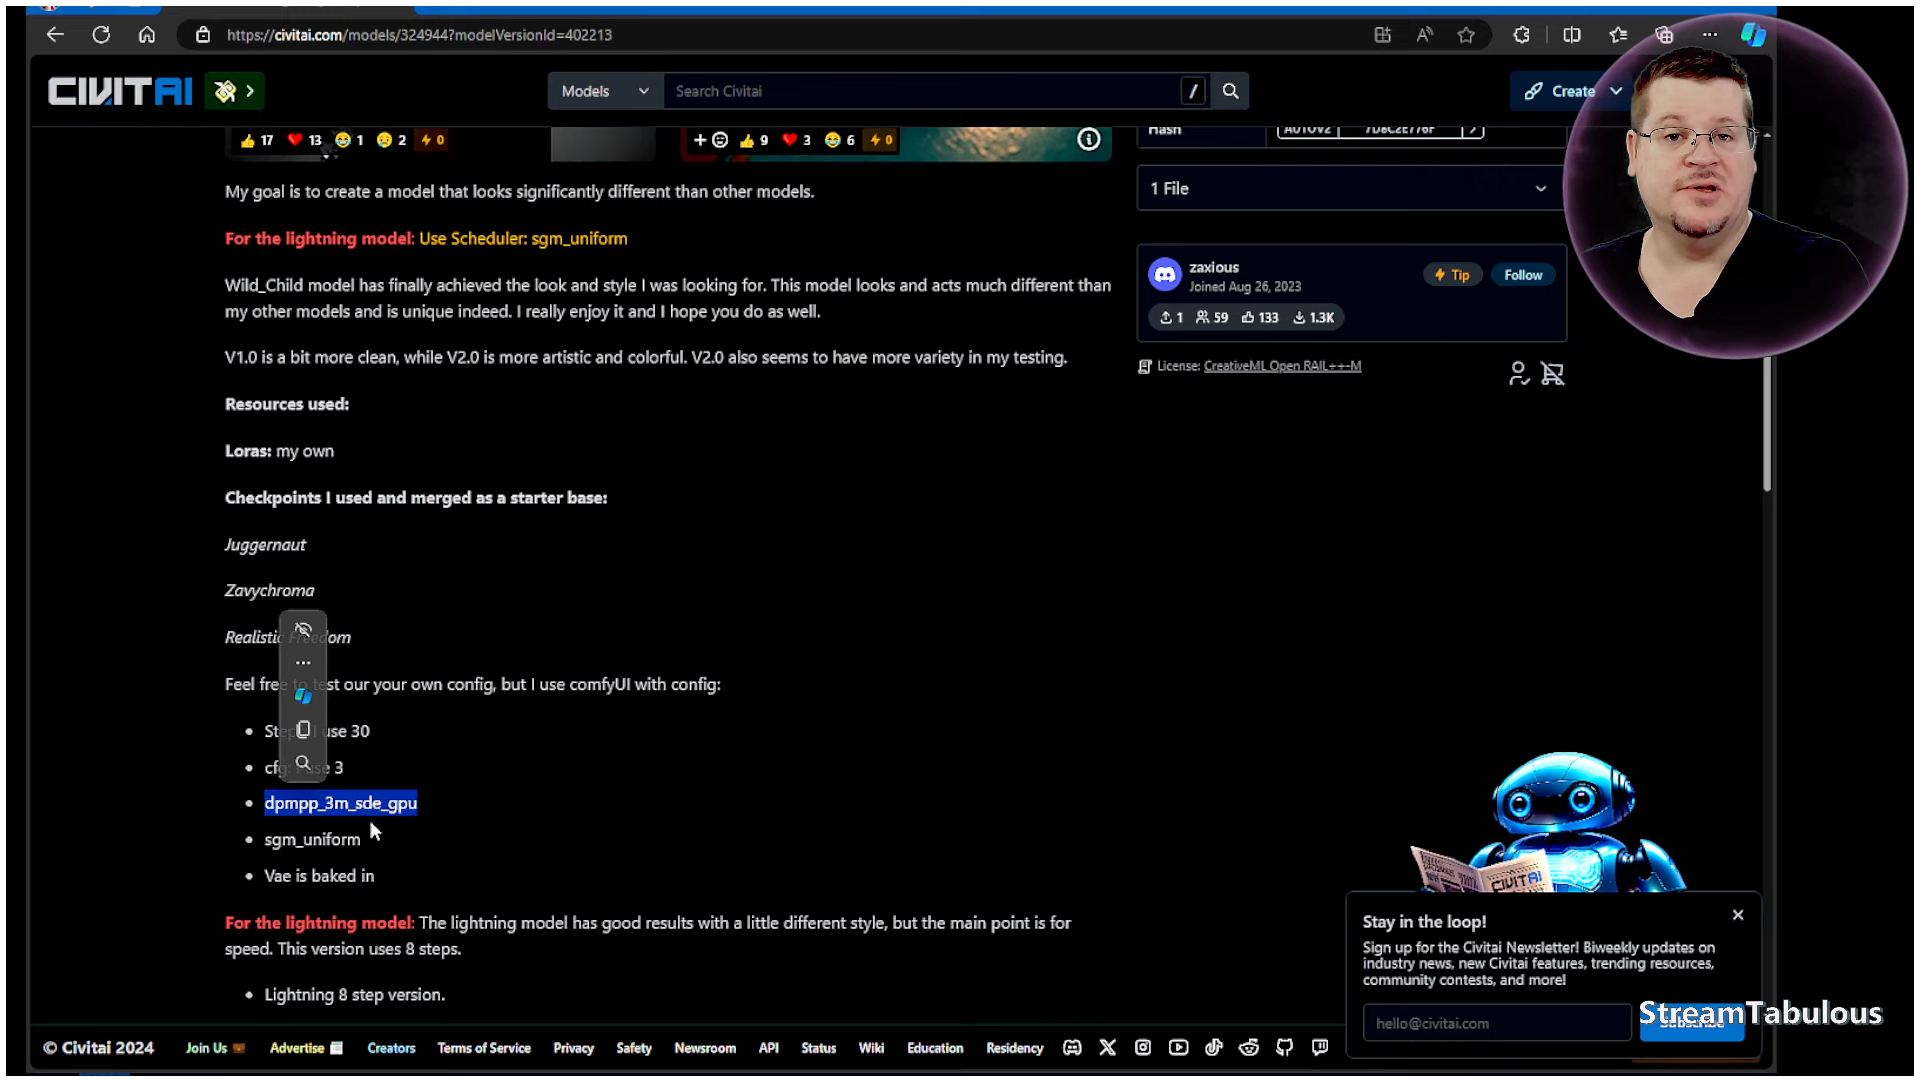 https://civitai.com/models/324944?modelVersionId=402213
CIVITAI
Models
Search Civitai
/
Create
17 13 1 2 0
9 3 6 0
Hash AUTOV2 7D8C2E776F
My goal is to create a model that looks significantly different than other models.
1 File
For the lightning model: Use Scheduler: sgm_uniform
zaxious
Joined Aug 26, 2023
Tip
Follow
1 59 133 1.3K
Wild_Child model has finally achieved the look and style I was looking for. This model looks and acts much different than
my other models and is unique indeed. I really enjoy it and I hope you do as well.
V1.0 is a bit more clean, while V2.0 is more artistic and colorful. V2.0 also seems to have more variety in my testing.
License: CreativeML Open RAIL++-M
Resources used:
Loras: my own
Checkpoints I used and merged as a starter base:
Juggernaut
Zavychroma
Realistic Freedom
Feel free to test our your own config, but I use comfyUI with config:
use 30
cfg: I use 3
dpmpp_3m_sde_gpu
sgm_uniform
Vae is baked in
For the lightning model: The lightning model has good results with a little different style, but the main point is for
speed. This version uses 8 steps.
Lightning 8 step version.
CIVITAI
Stay in the loop!
Sign up for the Civitai Newsletter! Biweekly updates on
industry news, new Civitai features, trending resources,
community contests, and more!
hello@civitai.com
Subscribe
StreamTabulous
© Civitai 2024
Join Us
Advertise
Creators
Terms of Service
Privacy
Safety
Newsroom
API
Status
Wiki
Education
Residency